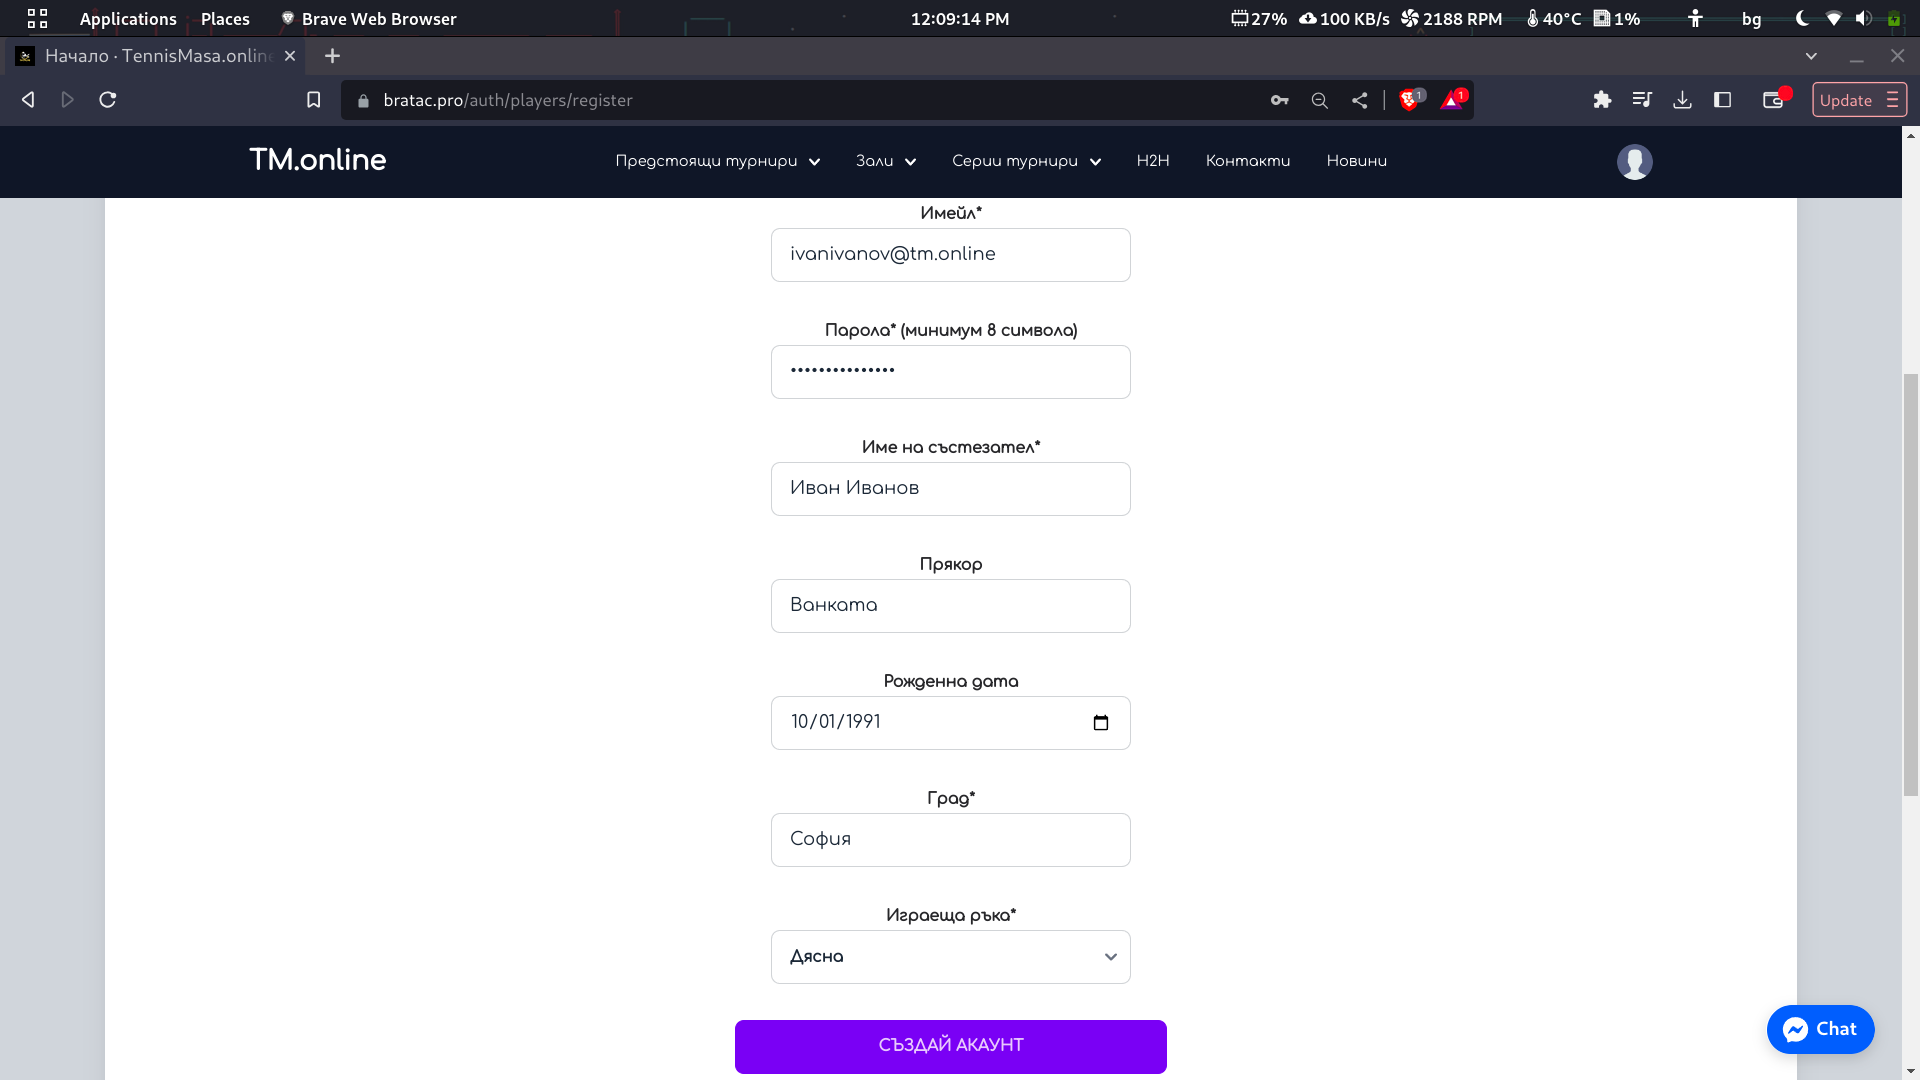 Applications Places Brave Web Browser 12:09:14 PM 27% 100 KB/s 2188 RPM 40°C 1% bg
Начало · TennisMasa.online
bratac.pro/auth/players/register 1 1 Update
TM.online Предстоящи турнири Зали Серии турнири H2H Контакти Новини
Имейл*
ivanivanov@tm.online
Парола* (минимум 8 символа)
•••••••••••••••
Име на състезател*
Иван Иванов
Прякор
Ванката
Рожденна дата
10/01/1991
Град*
София
Играеща ръка*
Дясна
СЪЗДАЙ АКАУНТ
Chat